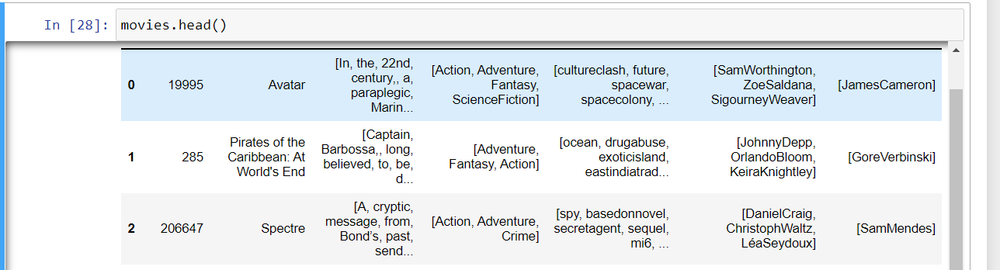 In [28]: movies.head()
0 19995 Avatar [In, the, 22nd, century,, a, paraplegic, Marin... [Action, Adventure, Fantasy, ScienceFiction] [cultureclash, future, spacewar, spacecolony, ... [SamWorthington, ZoeSaldana, SigourneyWeaver] [JamesCameron]
1 285 Pirates of the Caribbean: At World's End [Captain, Barbossa,, long, believed, to, be, d... [Adventure, Fantasy, Action] [ocean, drugabuse, exoticisland, eastindiatrad... [JohnnyDepp, OrlandoBloom, KeiraKnightley] [GoreVerbinski]
2 206647 Spectre [A, cryptic, message, from, Bond’s, past, send... [Action, Adventure, Crime] [spy, basedonnovel, secretagent, sequel, mi6, ... [DanielCraig, ChristophWaltz, LéaSeydoux] [SamMendes]